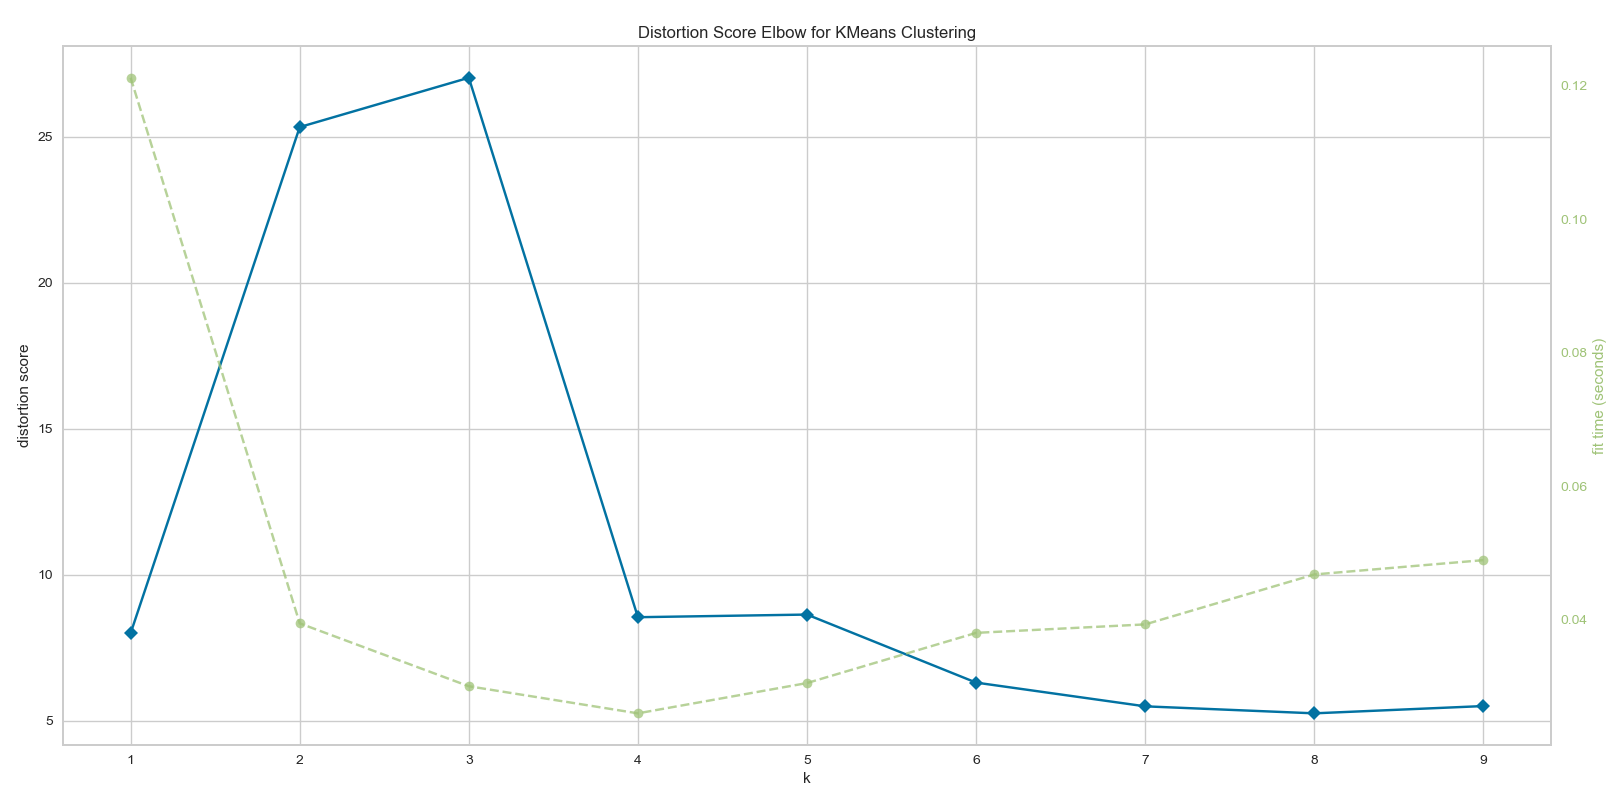 Distortion Score Elbow for KMeans Clustering
distortion score
25
20
15
10
5
0.12
0.10
0.08
0.06
0.04
fit time (seconds)
1 2 3 4 5 6 7 8 9
k